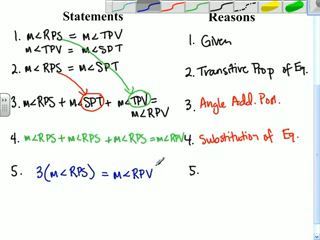 Statements Reasons
1. m∠RPS = m∠TPV 1. Given
m∠TPV = m∠SPT
2. m∠RPS = m∠SPT 2. Transitive Prop of Eq.
3. m∠RPS + m∠SPT + m∠TPV 3. Angle Add. Pos.
= m∠RPV
4. m∠RPS + m∠RPS + m∠RPS = m∠RPV 4. Substitution of Eq.
5. 3(m∠RPS) = m∠RPV 5.